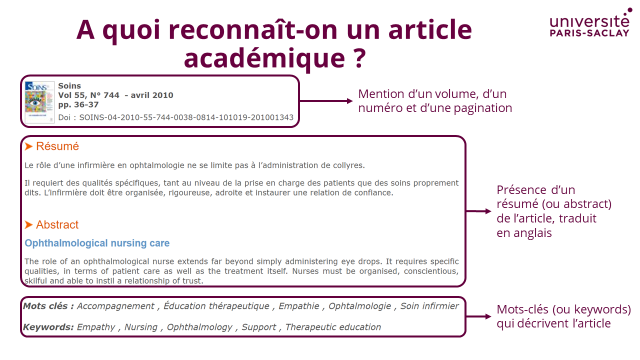 A quoi reconnaît-on un article
académique ?
université
PARIS-SACLAY
Soins
Vol 55, N° 744 - avril 2010
pp. 36-37
Doi : SOINS-04-2010-55-744-0038-0814-101019-201001343
Mention d'un volume, d'un
numéro et d'une pagination
➤ Résumé
Le rôle d'une infirmière en ophtalmologie ne se limite pas à l'administration de collyres.
Il requiert des qualités spécifiques, tant au niveau de la prise en charge des patients que des soins proprement
dits. L'infirmière doit être organisée, rigoureuse, adroite et instaurer une relation de confiance.
➤ Abstract
Ophthalmological nursing care
The role of an ophthalmological nurse extends far beyond simply administering eye drops. It requires specific
qualities, in terms of patient care as well as the treatment itself. Nurses must be organised, conscientious,
skilful and able to instil a relationship of trust.
Présence d'un
résumé (ou abstract)
de l'article, traduit
en anglais
Mots clés : Accompagnement , Éducation thérapeutique , Empathie , Ophtalmologie , Soin infirmier
Keywords: Empathy , Nursing , Ophthalmology , Support , Therapeutic education
Mots-clés (ou keywords)
qui décrivent l'article